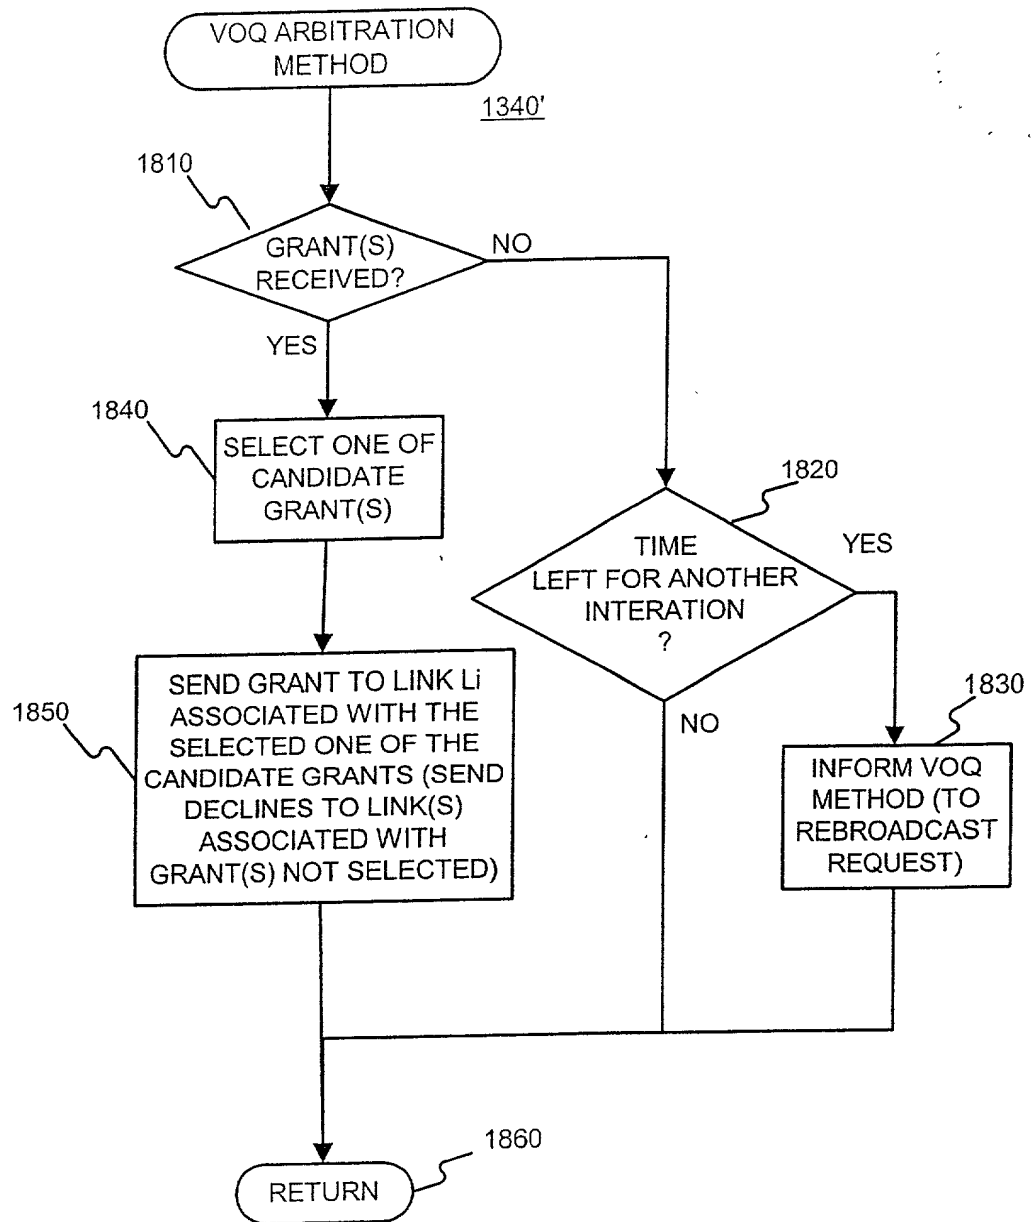 VOQ ARBITRATION
METHOD
1340'
1810
GRANT(S)
RECEIVED?
NO
YES
1840
SELECT ONE OF
CANDIDATE
GRANT(S)
1820
TIME
LEFT FOR ANOTHER
INTERATION
?
YES
NO
1850
SEND GRANT TO LINK Li
ASSOCIATED WITH THE
SELECTED ONE OF THE
CANDIDATE GRANTS (SEND
DECLINES TO LINK(S)
ASSOCIATED WITH
GRANT(S) NOT SELECTED)
1830
INFORM VOQ
METHOD (TO
REBROADCAST
REQUEST)
1860
RETURN